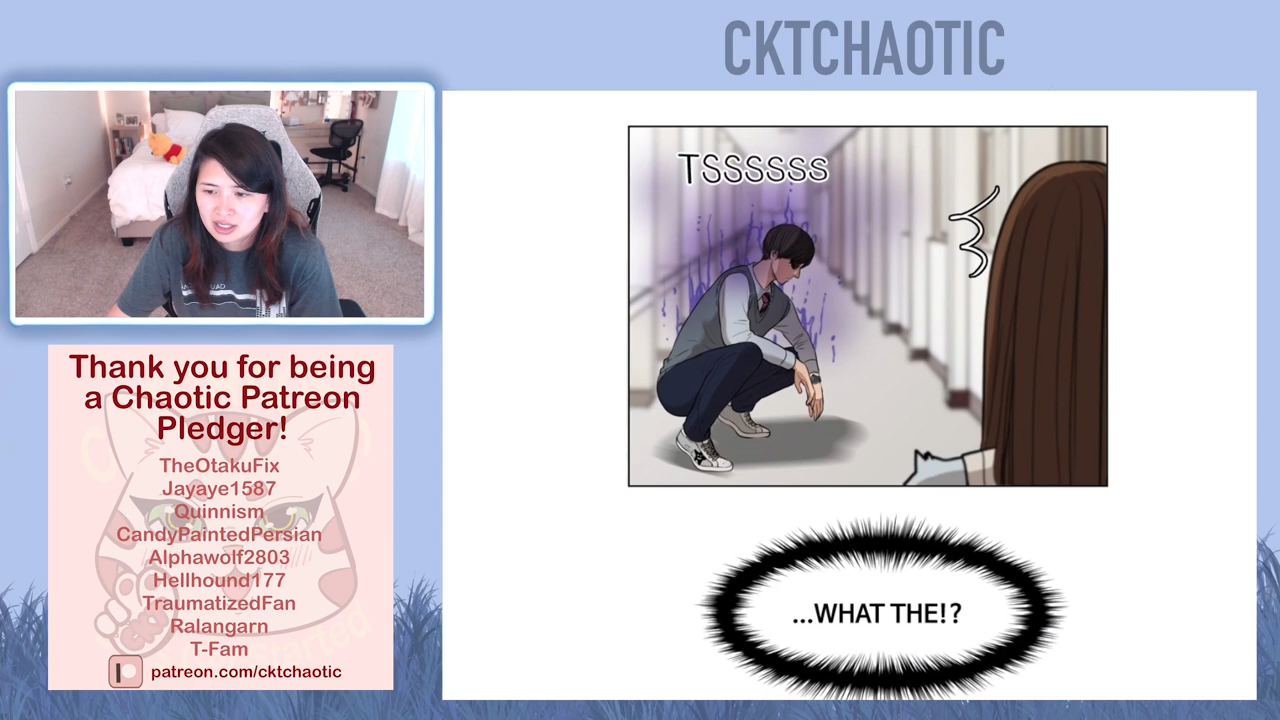 CKTCHAOTIC
TSSSSSS
...WHAT THE!?
Thank you for being
a Chaotic Patreon
Pledger!
TheOtakuFix
Jayaye1587
Quinnism
CandyPaintedPersian
Alphawolf2803
Hellhound177
TraumatizedFan
Ralangarn
T-Fam
patreon.com/cktchaotic